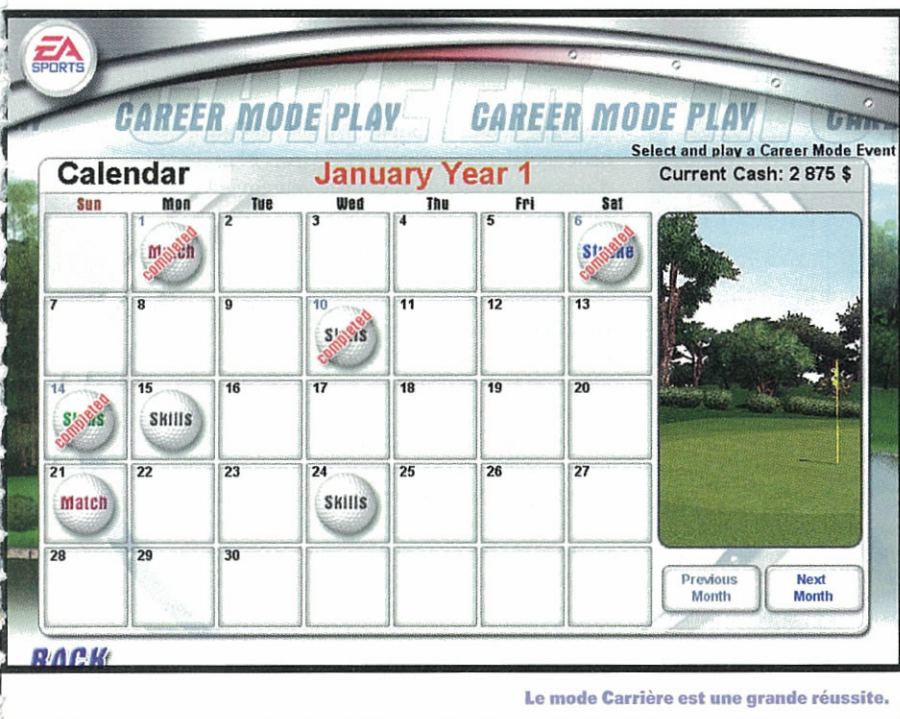 EA
SPORTS
CAREER MODE PLAY CAREER MODE PLAY
Select and play a Career Mode Event
Calendar January Year 1 Current Cash: 2 875 $
Sun Mon Tue Wed Thu Fri Sat
1 2 3 4 5 6
Match completed Stroke completed
7 8 9 10 11 12 13
Skills completed
14 15 16 17 18 19 20
completed Skills
21 22 23 24 25 26 27
Match Skills
28 29 30
Previous Month Next Month
BACK
Le mode Carrière est une grande réussite.